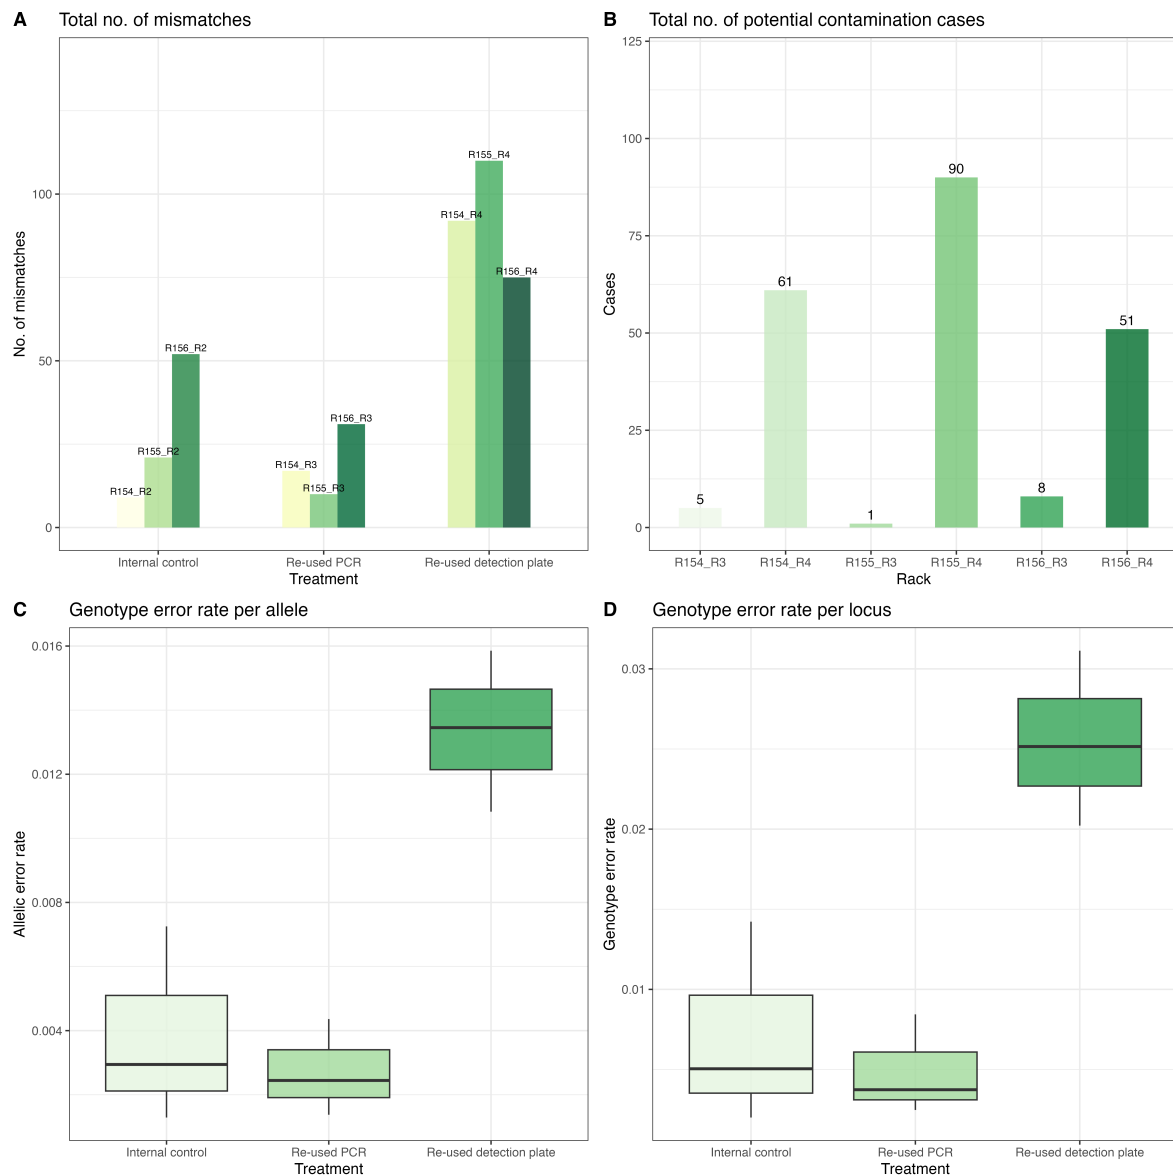 A Total no. of mismatches
No. of mismatches
100
50
0
R154_R2
R155_R2
R156_R2
R154_R3
R155_R3
R156_R3
R154_R4
R155_R4
R156_R4
Internal control Re-used PCR Re-used detection plate
Treatment
B Total no. of potential contamination cases
Cases
125
100
75
50
25
0
5
61
1
90
8
51
R154_R3 R154_R4 R155_R3 R155_R4 R156_R3 R156_R4
Rack
C Genotype error rate per allele
Allelic error rate
0.016
0.012
0.008
0.004
Internal control Re-used PCR Re-used detection plate
Treatment
D Genotype error rate per locus
Genotype error rate
0.03
0.02
0.01
Internal control Re-used PCR Re-used detection plate
Treatment